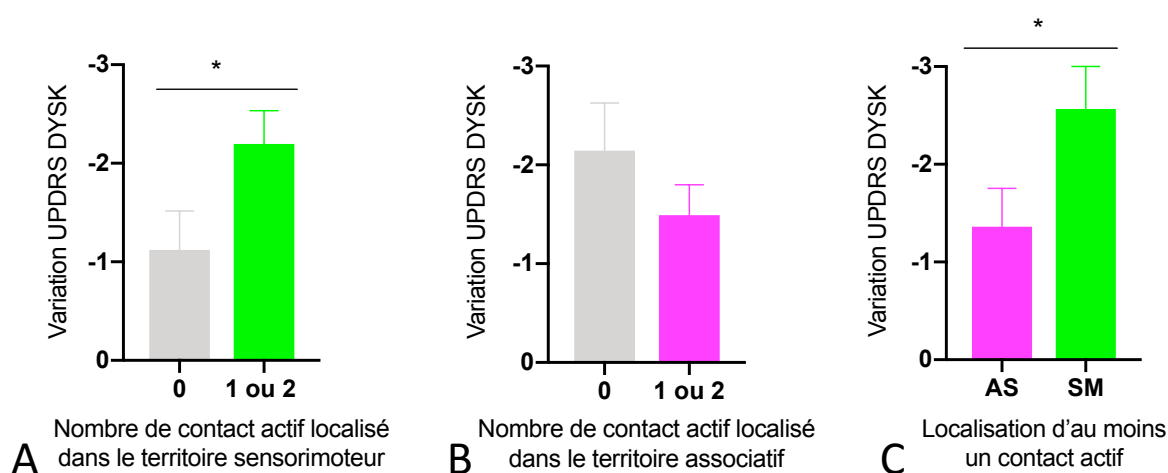 *
-3
-2
-1
0
Variation UPDRS DYSK
0
1 ou 2
A
Nombre de contact actif localisé
dans le territoire sensorimoteur
-3
-2
-1
0
Variation UPDRS DYSK
0
1 ou 2
B
Nombre de contact actif localisé
dans le territoire associatif
*
-3
-2
-1
0
Variation UPDRS DYSK
AS
SM
C
Localisation d'au moins
un contact actif